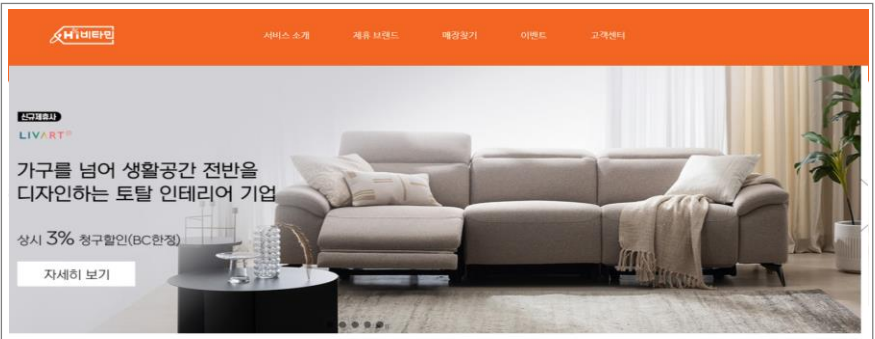 Hi비타민
서비스 소개 제휴 브랜드 매장찾기 이벤트 고객센터
신규제휴사
LIVART
가구를 넘어 생활공간 전반을
디자인하는 토탈 인테리어 기업
상시 3% 청구할인(BC한정)
자세히 보기